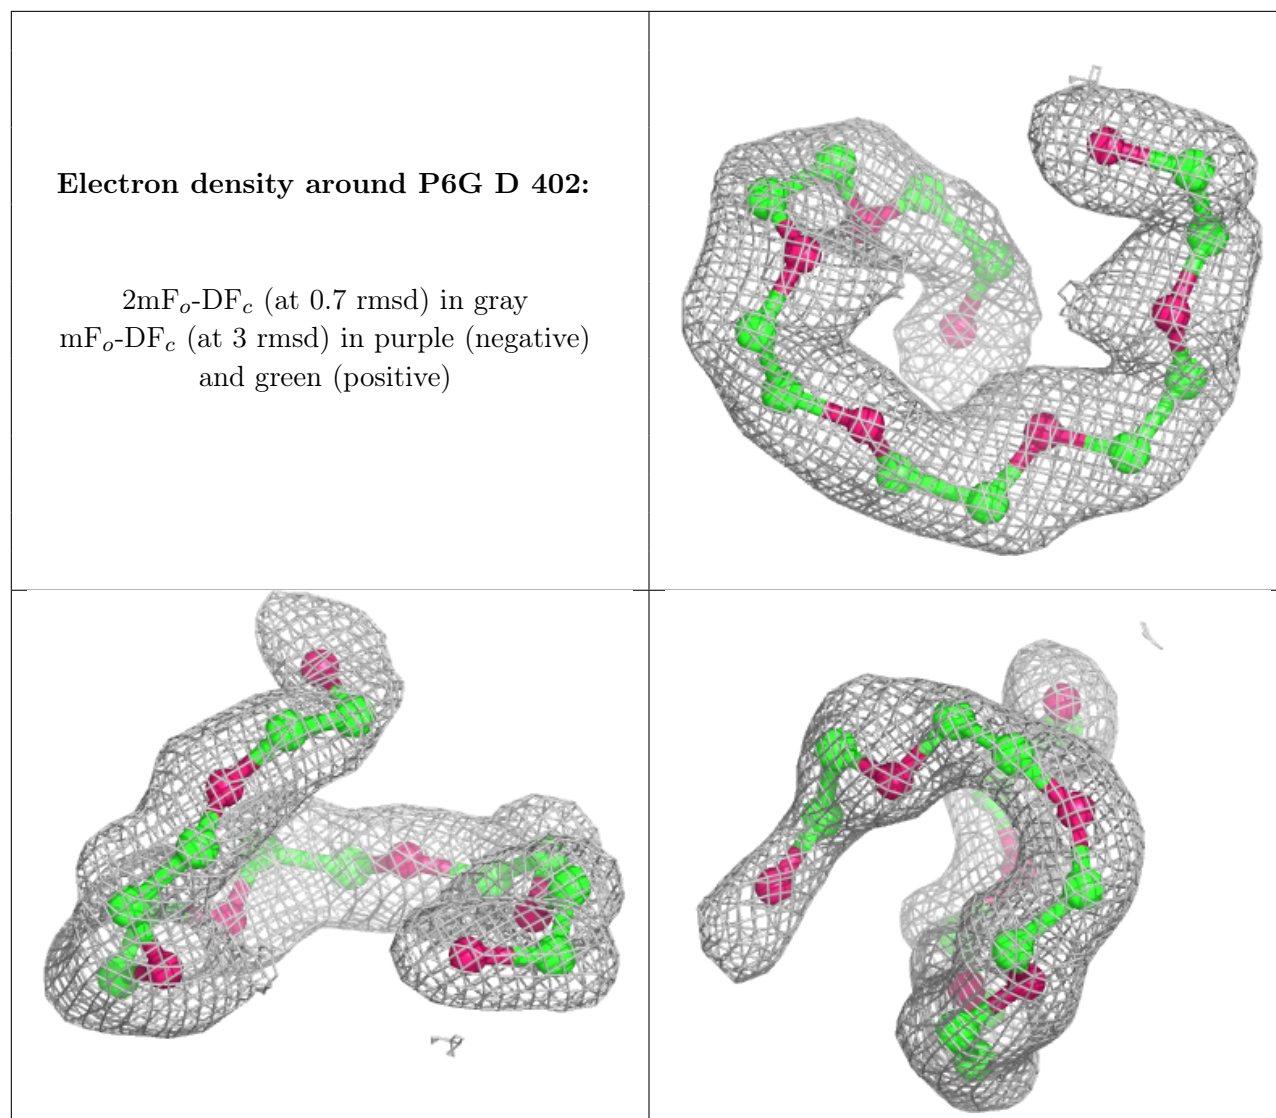 Electron density around P6G D 402:
2mFo-DFc (at 0.7 rmsd) in gray
mFo-DFc (at 3 rmsd) in purple (negative)
and green (positive)